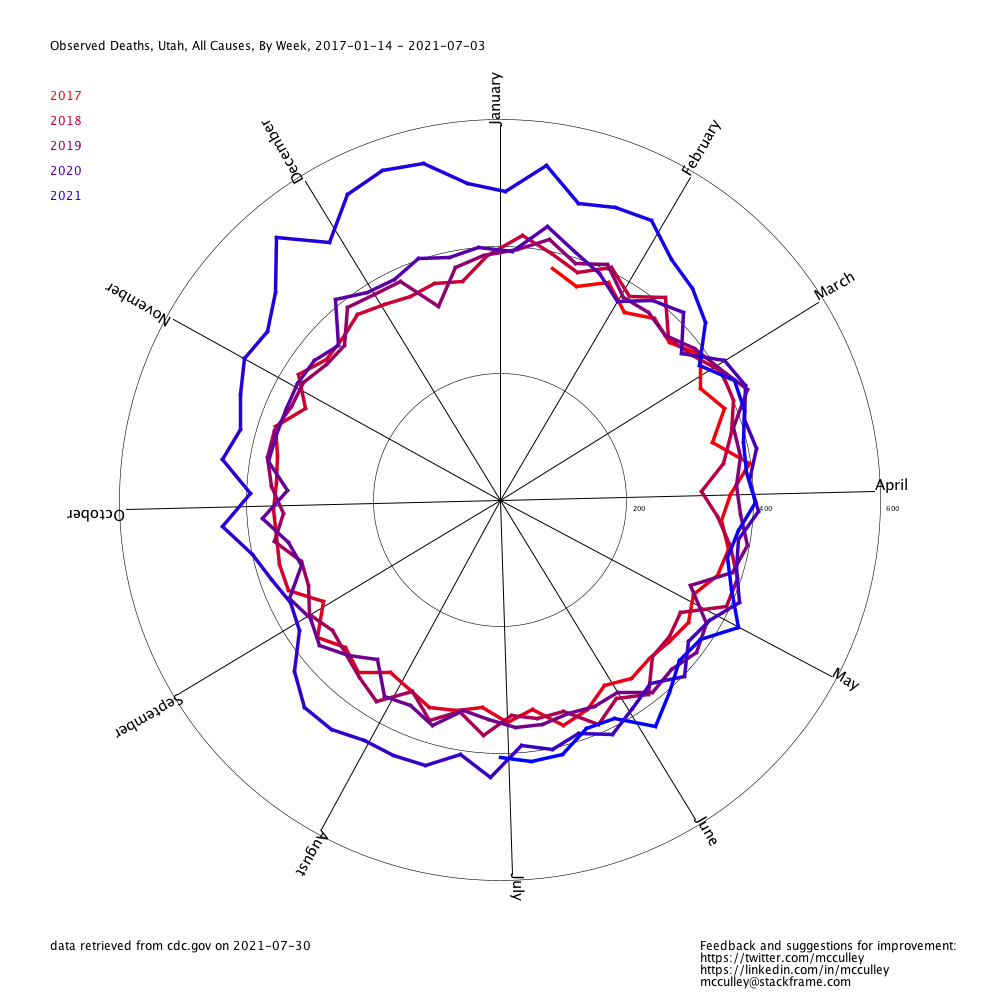 Observed Deaths, Utah, All Causes, By Week, 2017-01-14 - 2021-07-03
2017
2018
2019
2020
2021
January
February
March
April
May
June
July
August
September
October
November
December
200
400
600
data retrieved from cdc.gov on 2021-07-30
Feedback and suggestions for improvement:
https://twitter.com/mcculley
https://linkedin.com/in/mcculley
mcculley@stackframe.com